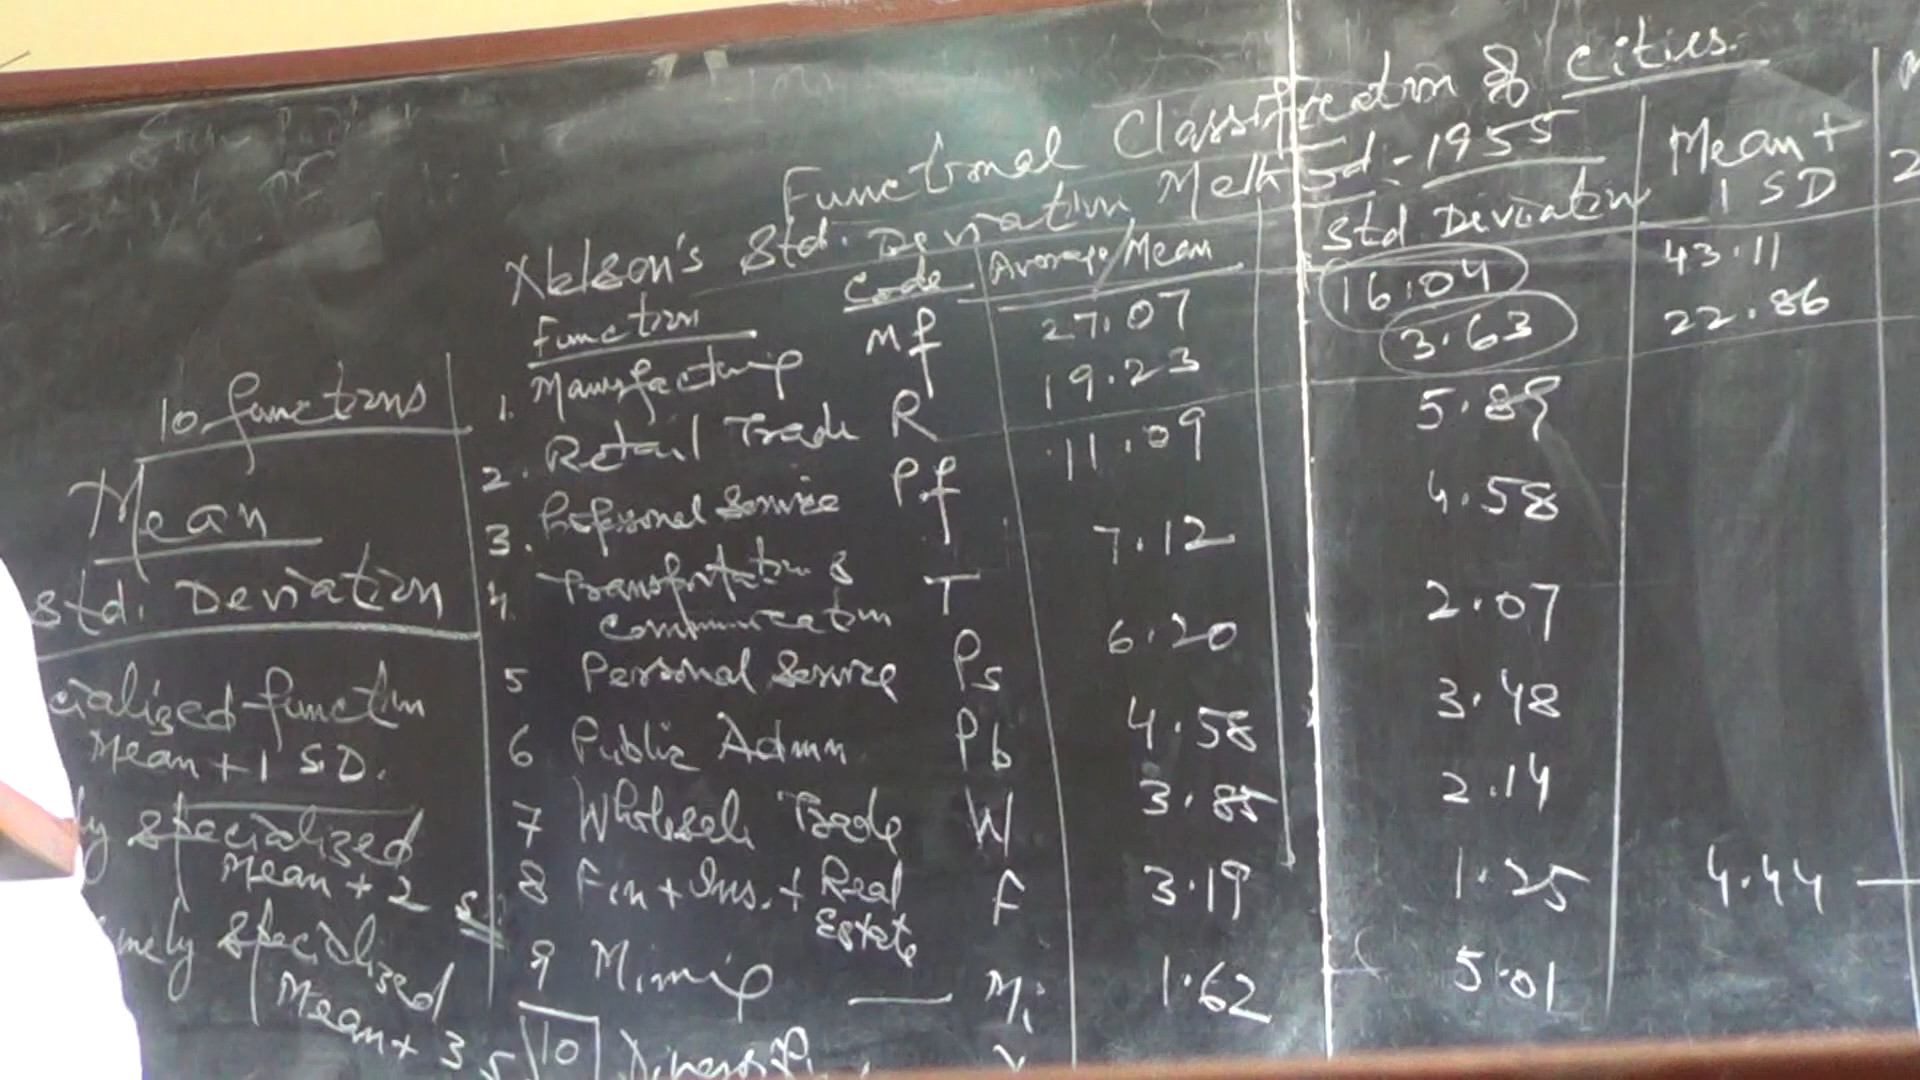 Functional Classification of Cities.
Nelson's Std. Deviation Method - 1955
Function Code Average/Mean Std Deviation Mean + 1 SD
1. Manufacturing Mf 27.07 16.04 43.11
2. Retail Trade R 19.23 3.63 22.86
3. Professional Service Pf 11.09 5.89
4. Transportation & T 7.12 4.58
communication
5 Personal Service Ps 6.20 2.07
6 Public Admn Pb 4.58 3.48
7 Wholesale Trade W 3.85 2.14
8 Fin + Ins. + Real F 3.19 1.25 4.44 —
Estate
9 Mining — Mi 1.62 5.01
10
10 functions
Mean
Std. Deviation
cialized function
Mean + 1 S.D.
ly specialized
Mean + 2 S
mely specialized
Mean + 3 S